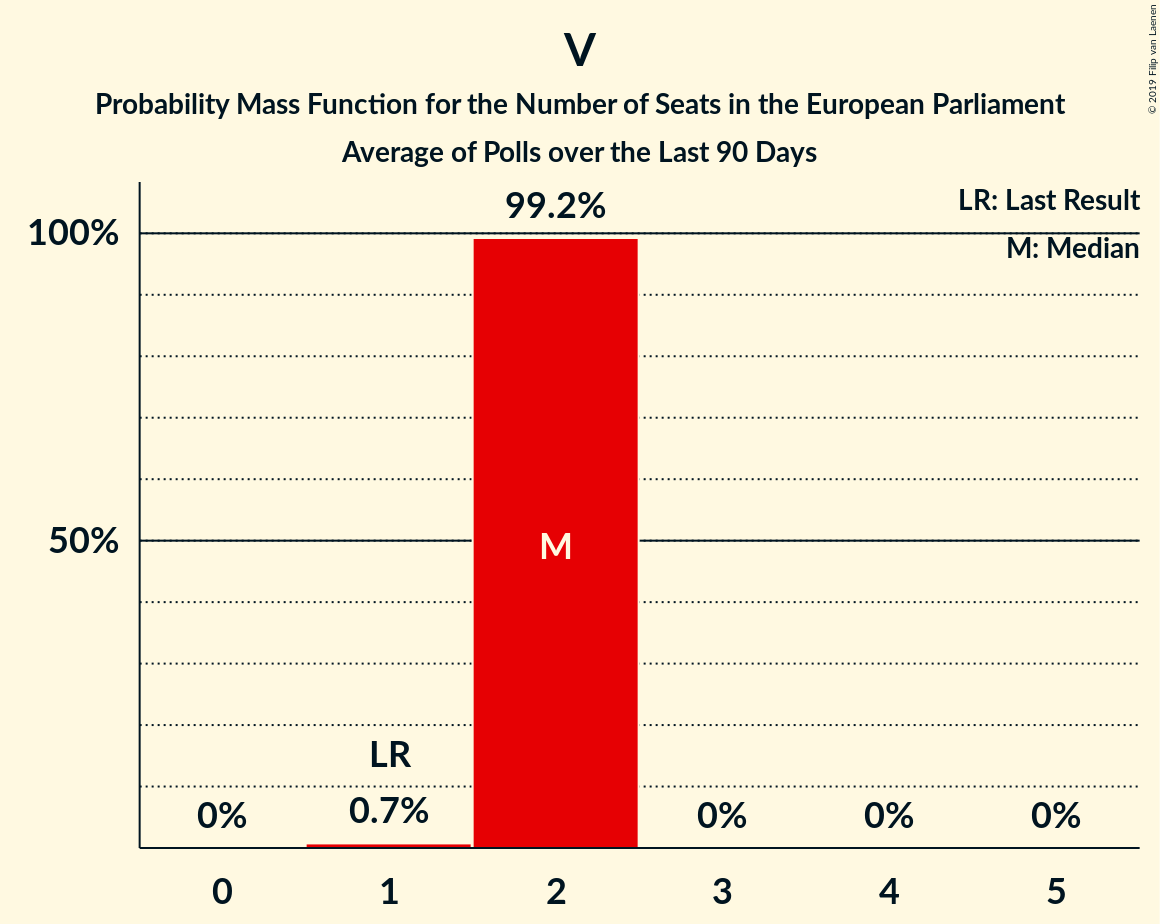 V
Probability Mass Function for the Number of Seats in the European Parliament
Average of Polls over the Last 90 Days
© 2019 Filip van Laenen
LR: Last Result
M: Median
99.2%
100%
50%
M
LR
0% 0.7% 0% 0% 0%
0 1 2 3 4 5